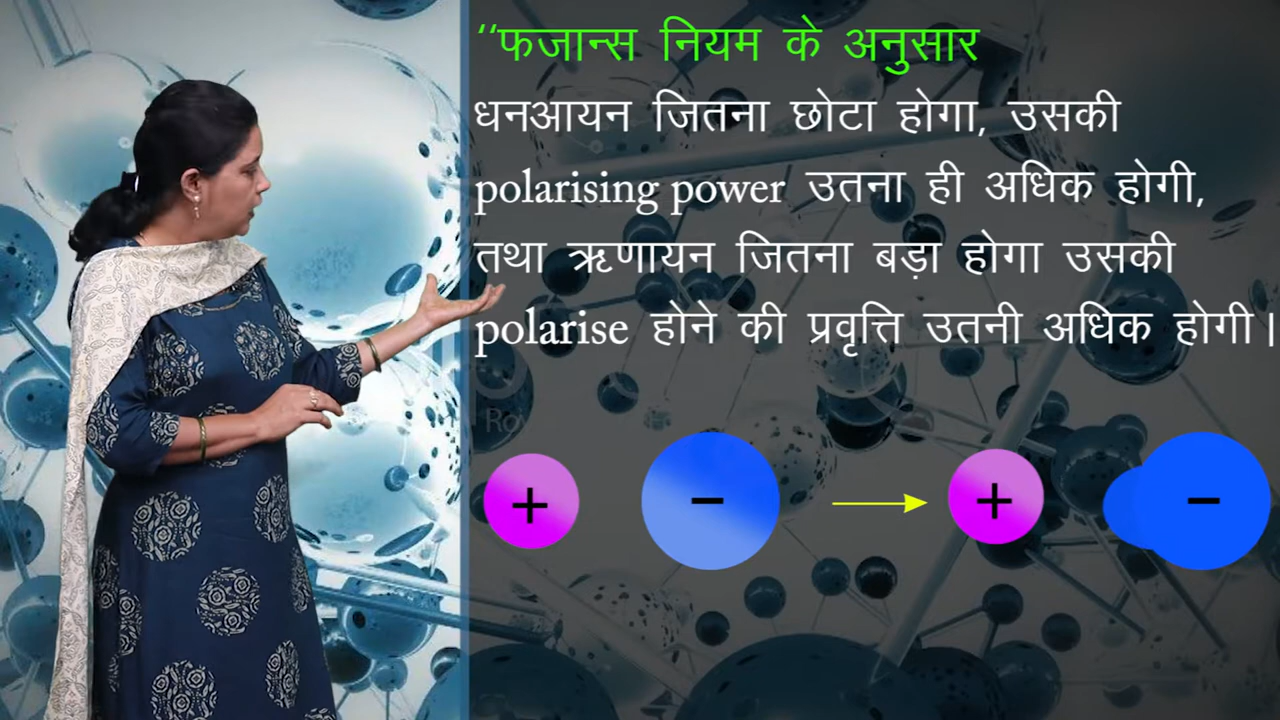 “फजान्स नियम के अनुसार
धनआयन जितना छोटा होगा, उसकी
polarising power उतना ही अधिक होगी,
तथा ऋणायन जितना बड़ा होगा उसकी
polarise होने की प्रवृत्ति उतनी अधिक होगी।
+ − + −